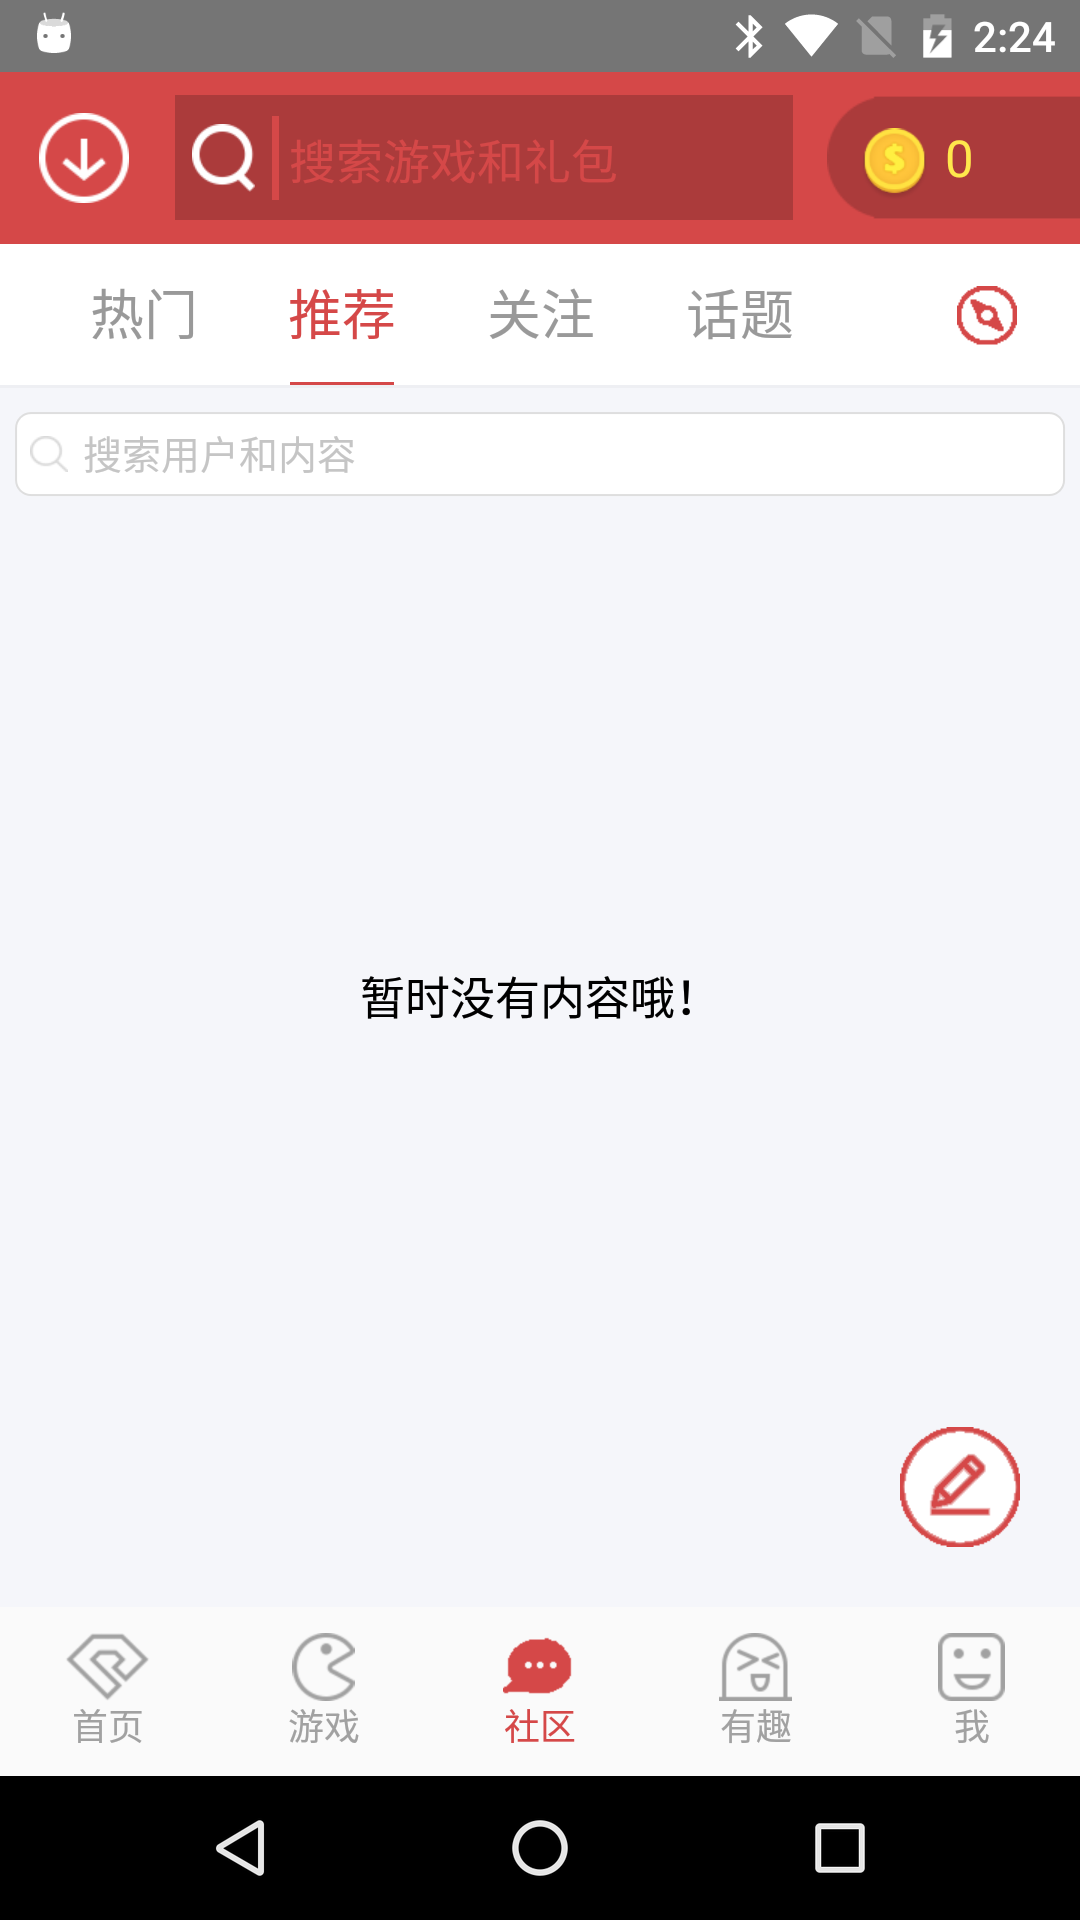 2:24
搜索游戏和礼包
0
热门 推荐 关注 话题
搜索用户和内容
暂时没有内容哦！
首页 游戏 社区 有趣 我